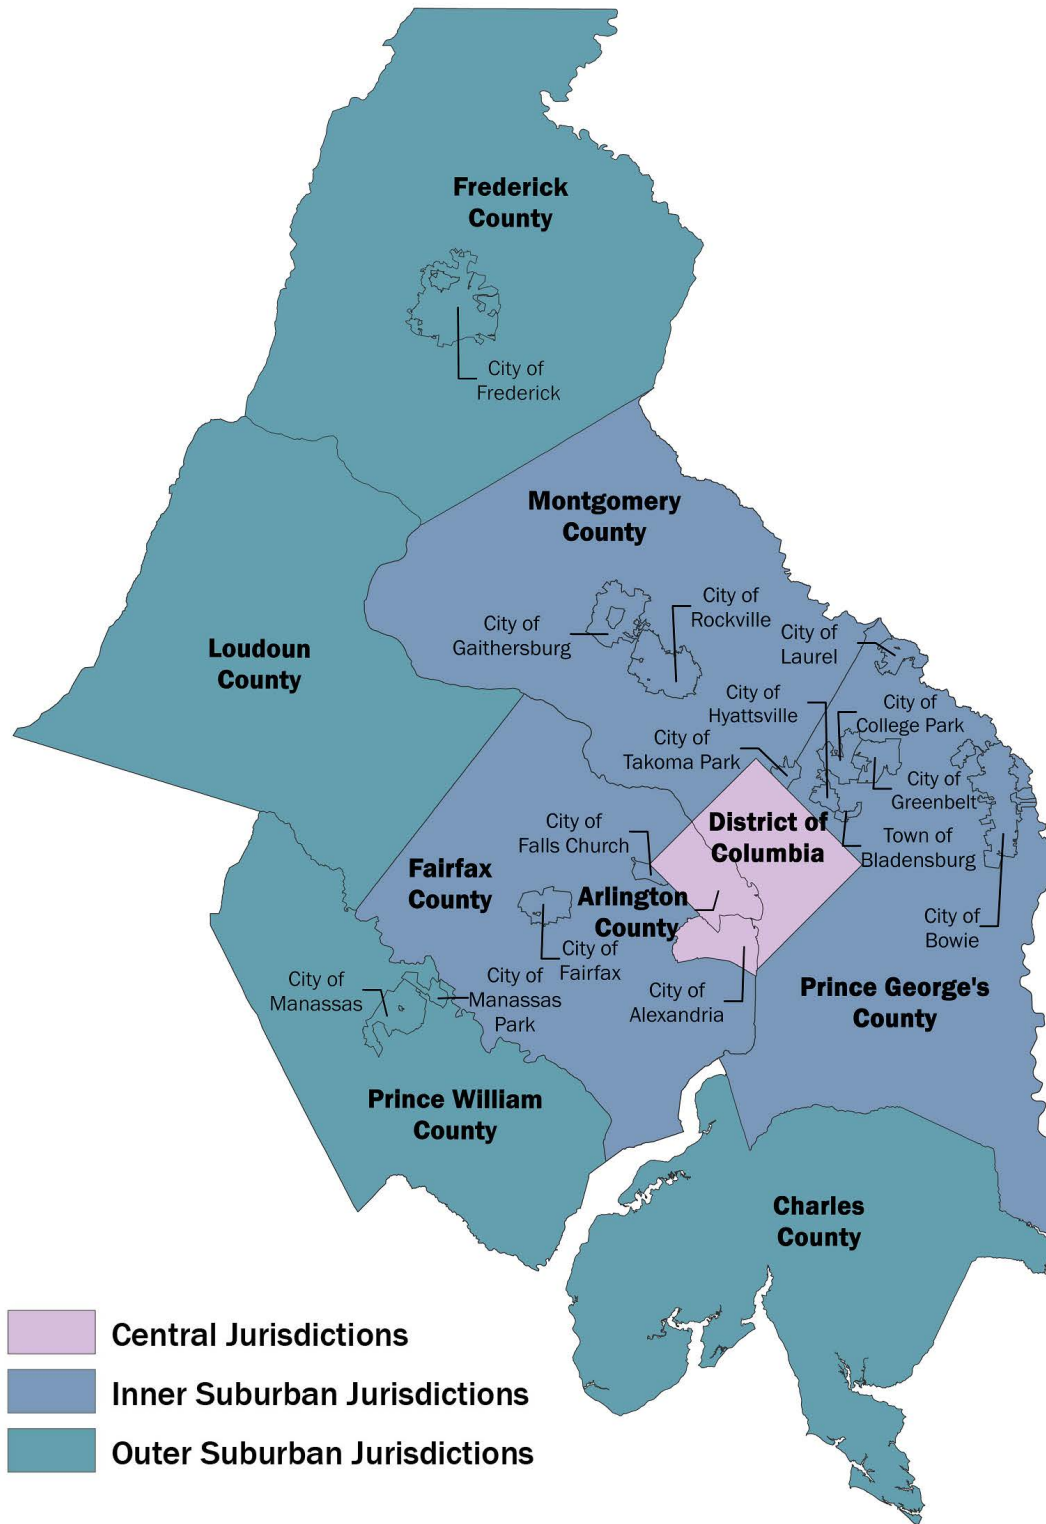 Frederick
County
City of
Frederick
Montgomery
County
City of
Rockville
City of
Gaithersburg
City of
Laurel
Loudoun
County
City of
Hyattsville
City of
College Park
City of
Takoma Park
City of
Greenbelt
District of
Columbia
City of
Falls Church
Town of
Bladensburg
Fairfax
County
Arlington
County
City of
Bowie
City of
Fairfax
City of
Manassas
City of
Manassas
Park
City of
Alexandria
Prince George's
County
Prince William
County
Charles
County
Central Jurisdictions
Inner Suburban Jurisdictions
Outer Suburban Jurisdictions